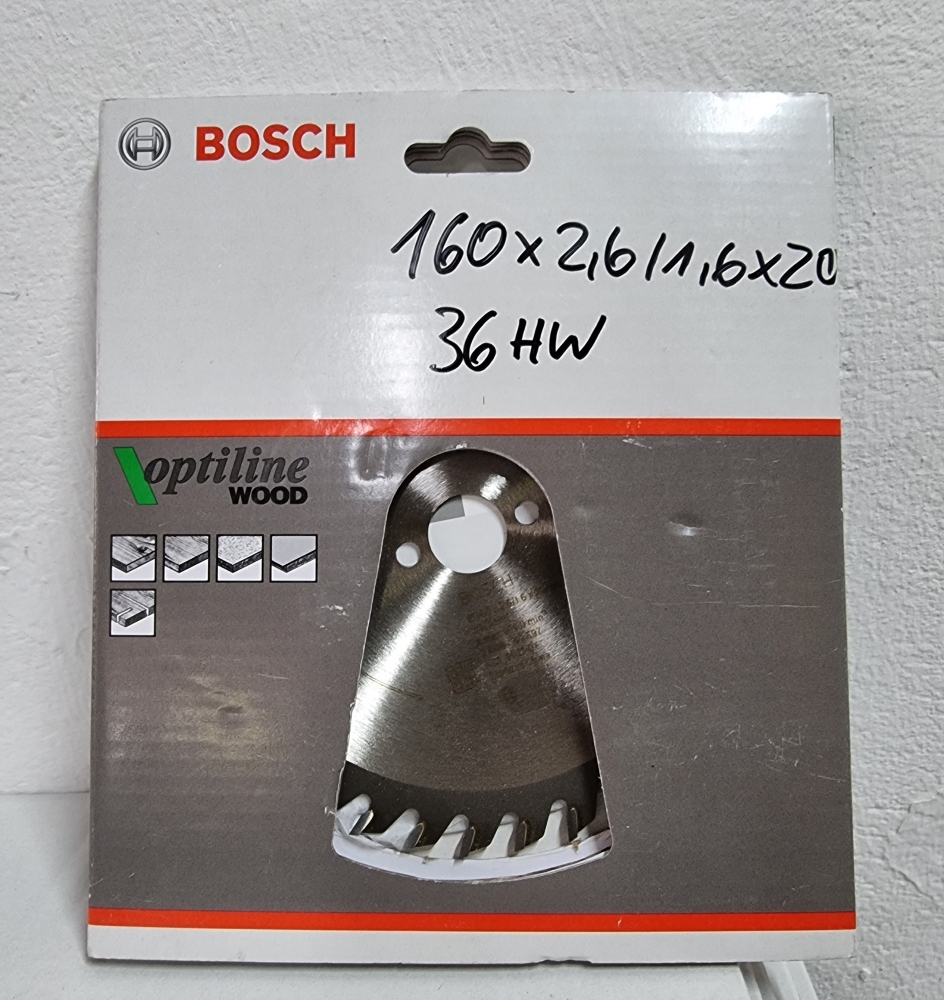 BOSCH
160x2,6/1,6x20
36 HW
optiline
WOOD